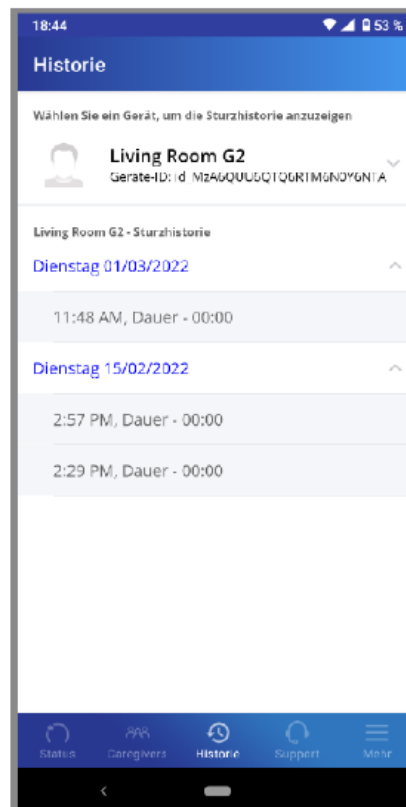 18:44
53 %
Historie
Wählen Sie ein Gerät, um die Sturzhistorie anzuzeigen
Living Room G2
Geräte-ID:
Living Room G2 - Sturzhistorie
Dienstag 01/03/2022
11:48 AM, Dauer - 00:00
Dienstag 15/02/2022
2:57 PM, Dauer - 00:00
2:29 PM, Dauer - 00:00
Status
Caregivers
Historie
Support
Mehr